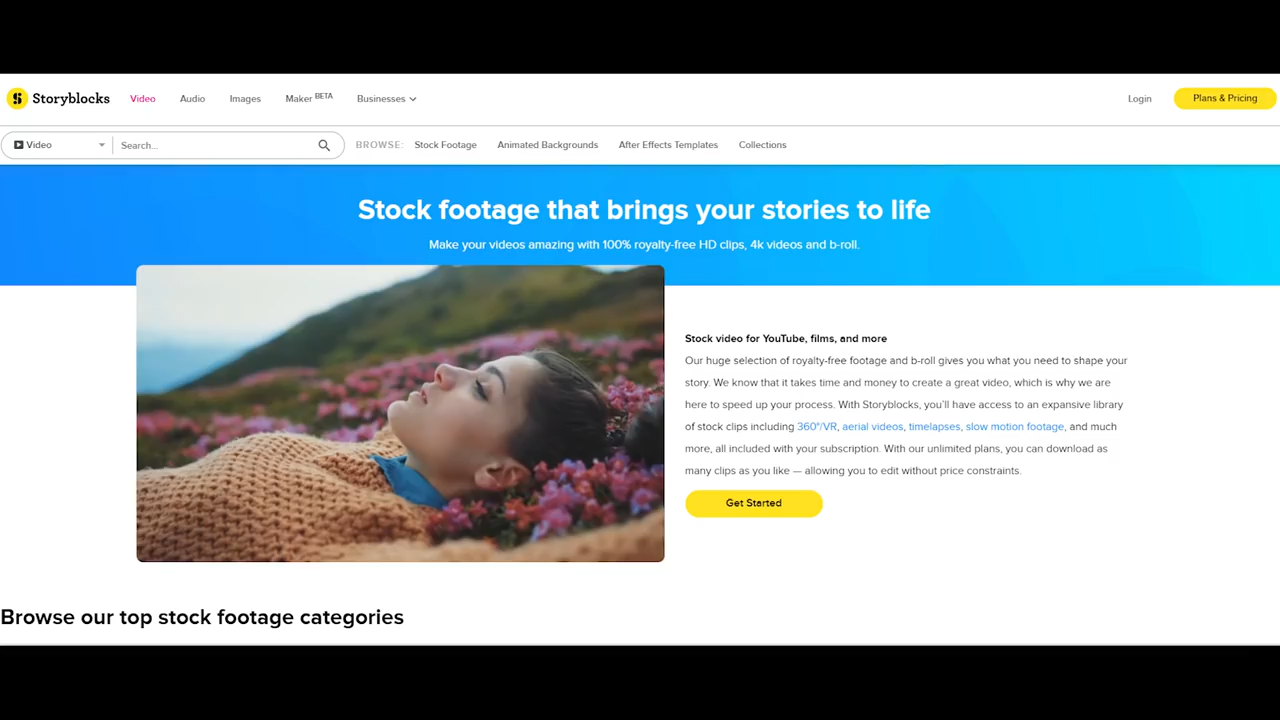 Storyblocks Video Audio Images Maker BETA Businesses Login Plans & Pricing
Video Search... BROWSE: Stock Footage Animated Backgrounds After Effects Templates Collections
Stock footage that brings your stories to life
Make your videos amazing with 100% royalty-free HD clips, 4k videos and b-roll.
Stock video for YouTube, films, and more
Our huge selection of royalty-free footage and b-roll gives you what you need to shape your
story. We know that it takes time and money to create a great video, which is why we are
here to speed up your process. With Storyblocks, you'll have access to an expansive library
of stock clips including 360°/VR, aerial videos, timelapses, slow motion footage, and much
more, all included with your subscription. With our unlimited plans, you can download as
many clips as you like — allowing you to edit without price constraints.
Get Started
Browse our top stock footage categories